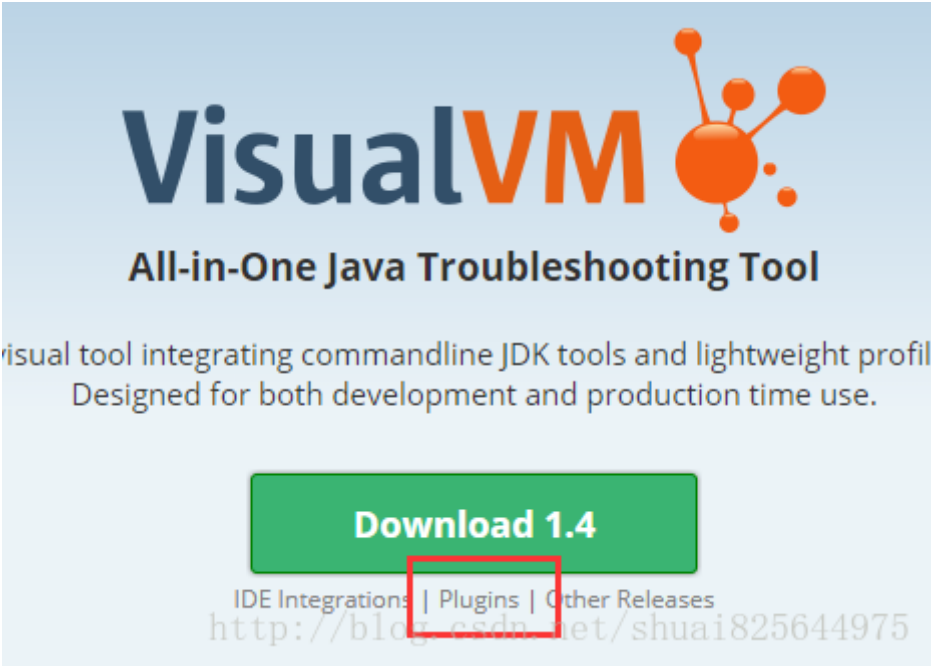 VisualVM
All-in-One Java Troubleshooting Tool
visual tool integrating commandline JDK tools and lightweight profil
Designed for both development and production time use.
Download 1.4
IDE Integrations | Plugins | Other Releases
http://blog.csdn.net/shuai825644975